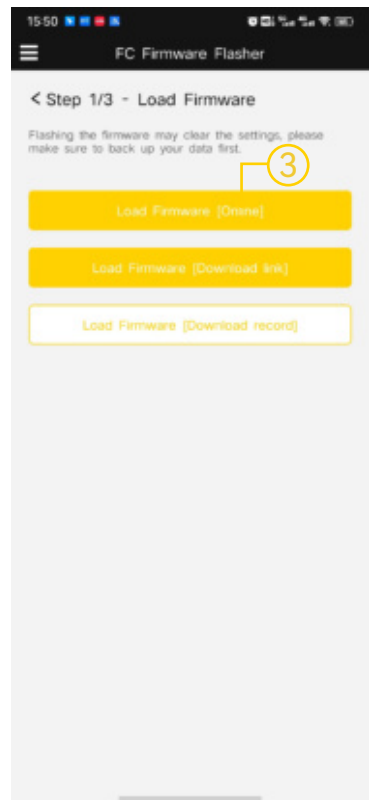 15:50
FC Firmware Flasher
< Step 1/3 - Load Firmware
Flashing the firmware may clear the settings, please
make sure to back up your data first.
3
Load Firmware [Online]
Load Firmware [Download link]
Load Firmware [Download record]